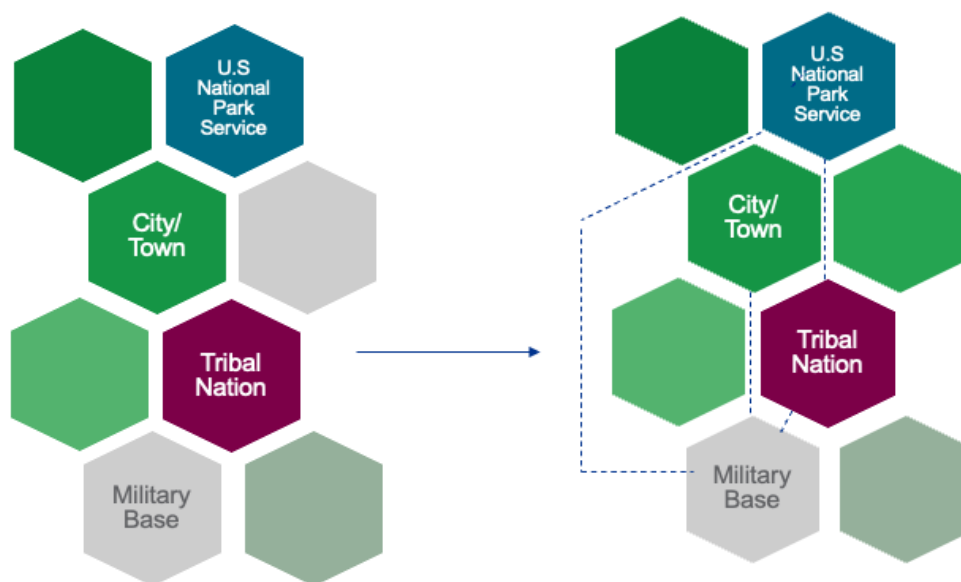 U.S
National
Park
Service
City/
Town
Tribal
Nation
Military
Base
U.S
National
Park
Service
City/
Town
Tribal
Nation
Military
Base